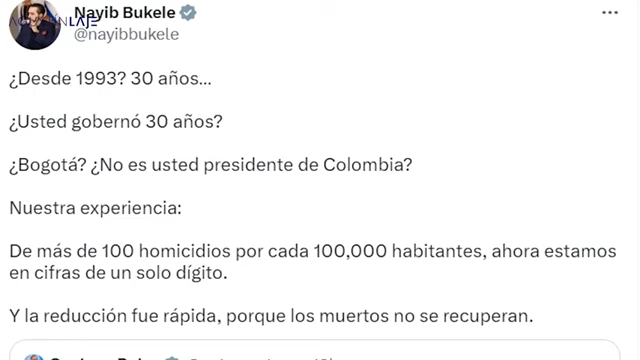 Nayib Bukele
@nayibbukele
¿Desde 1993? 30 años...
¿Usted gobernó 30 años?
¿Bogotá? ¿No es usted presidente de Colombia?
Nuestra experiencia:
De más de 100 homicidios por cada 100,000 habitantes, ahora estamos
en cifras de un solo dígito.
Y la reducción fue rápida, porque los muertos no se recuperan.